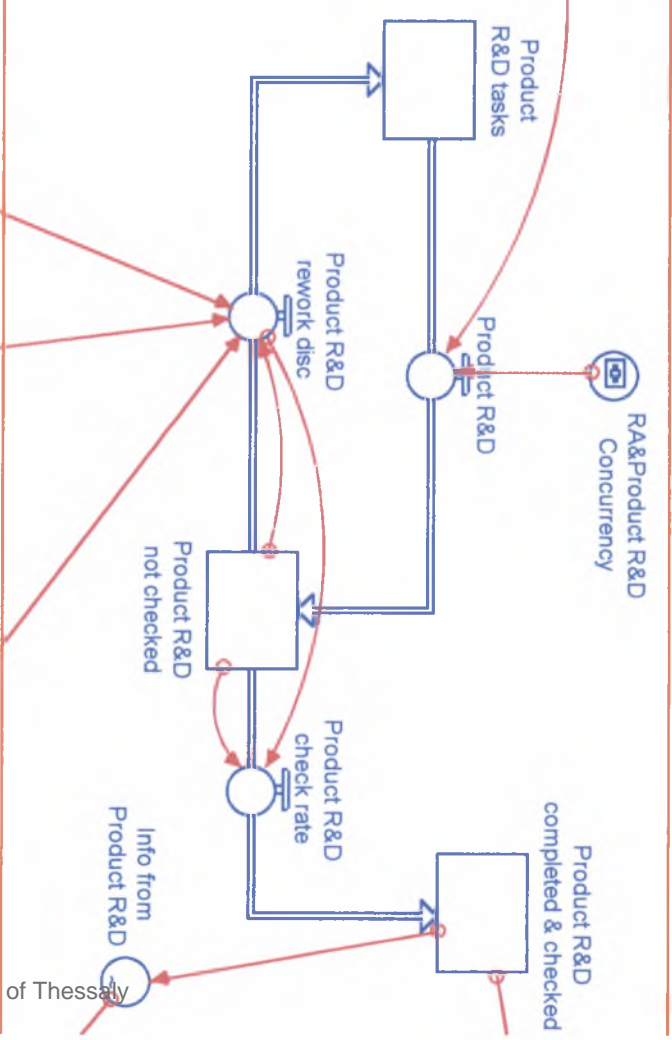 Product
R&D tasks
Product R&D
rework disc
Product R&D
RA&Product R&D
Concurrency
Product R&D
not checked
Product R&D
check rate
Product R&D
completed & checked
Info from
Product R&D
of Thessaly